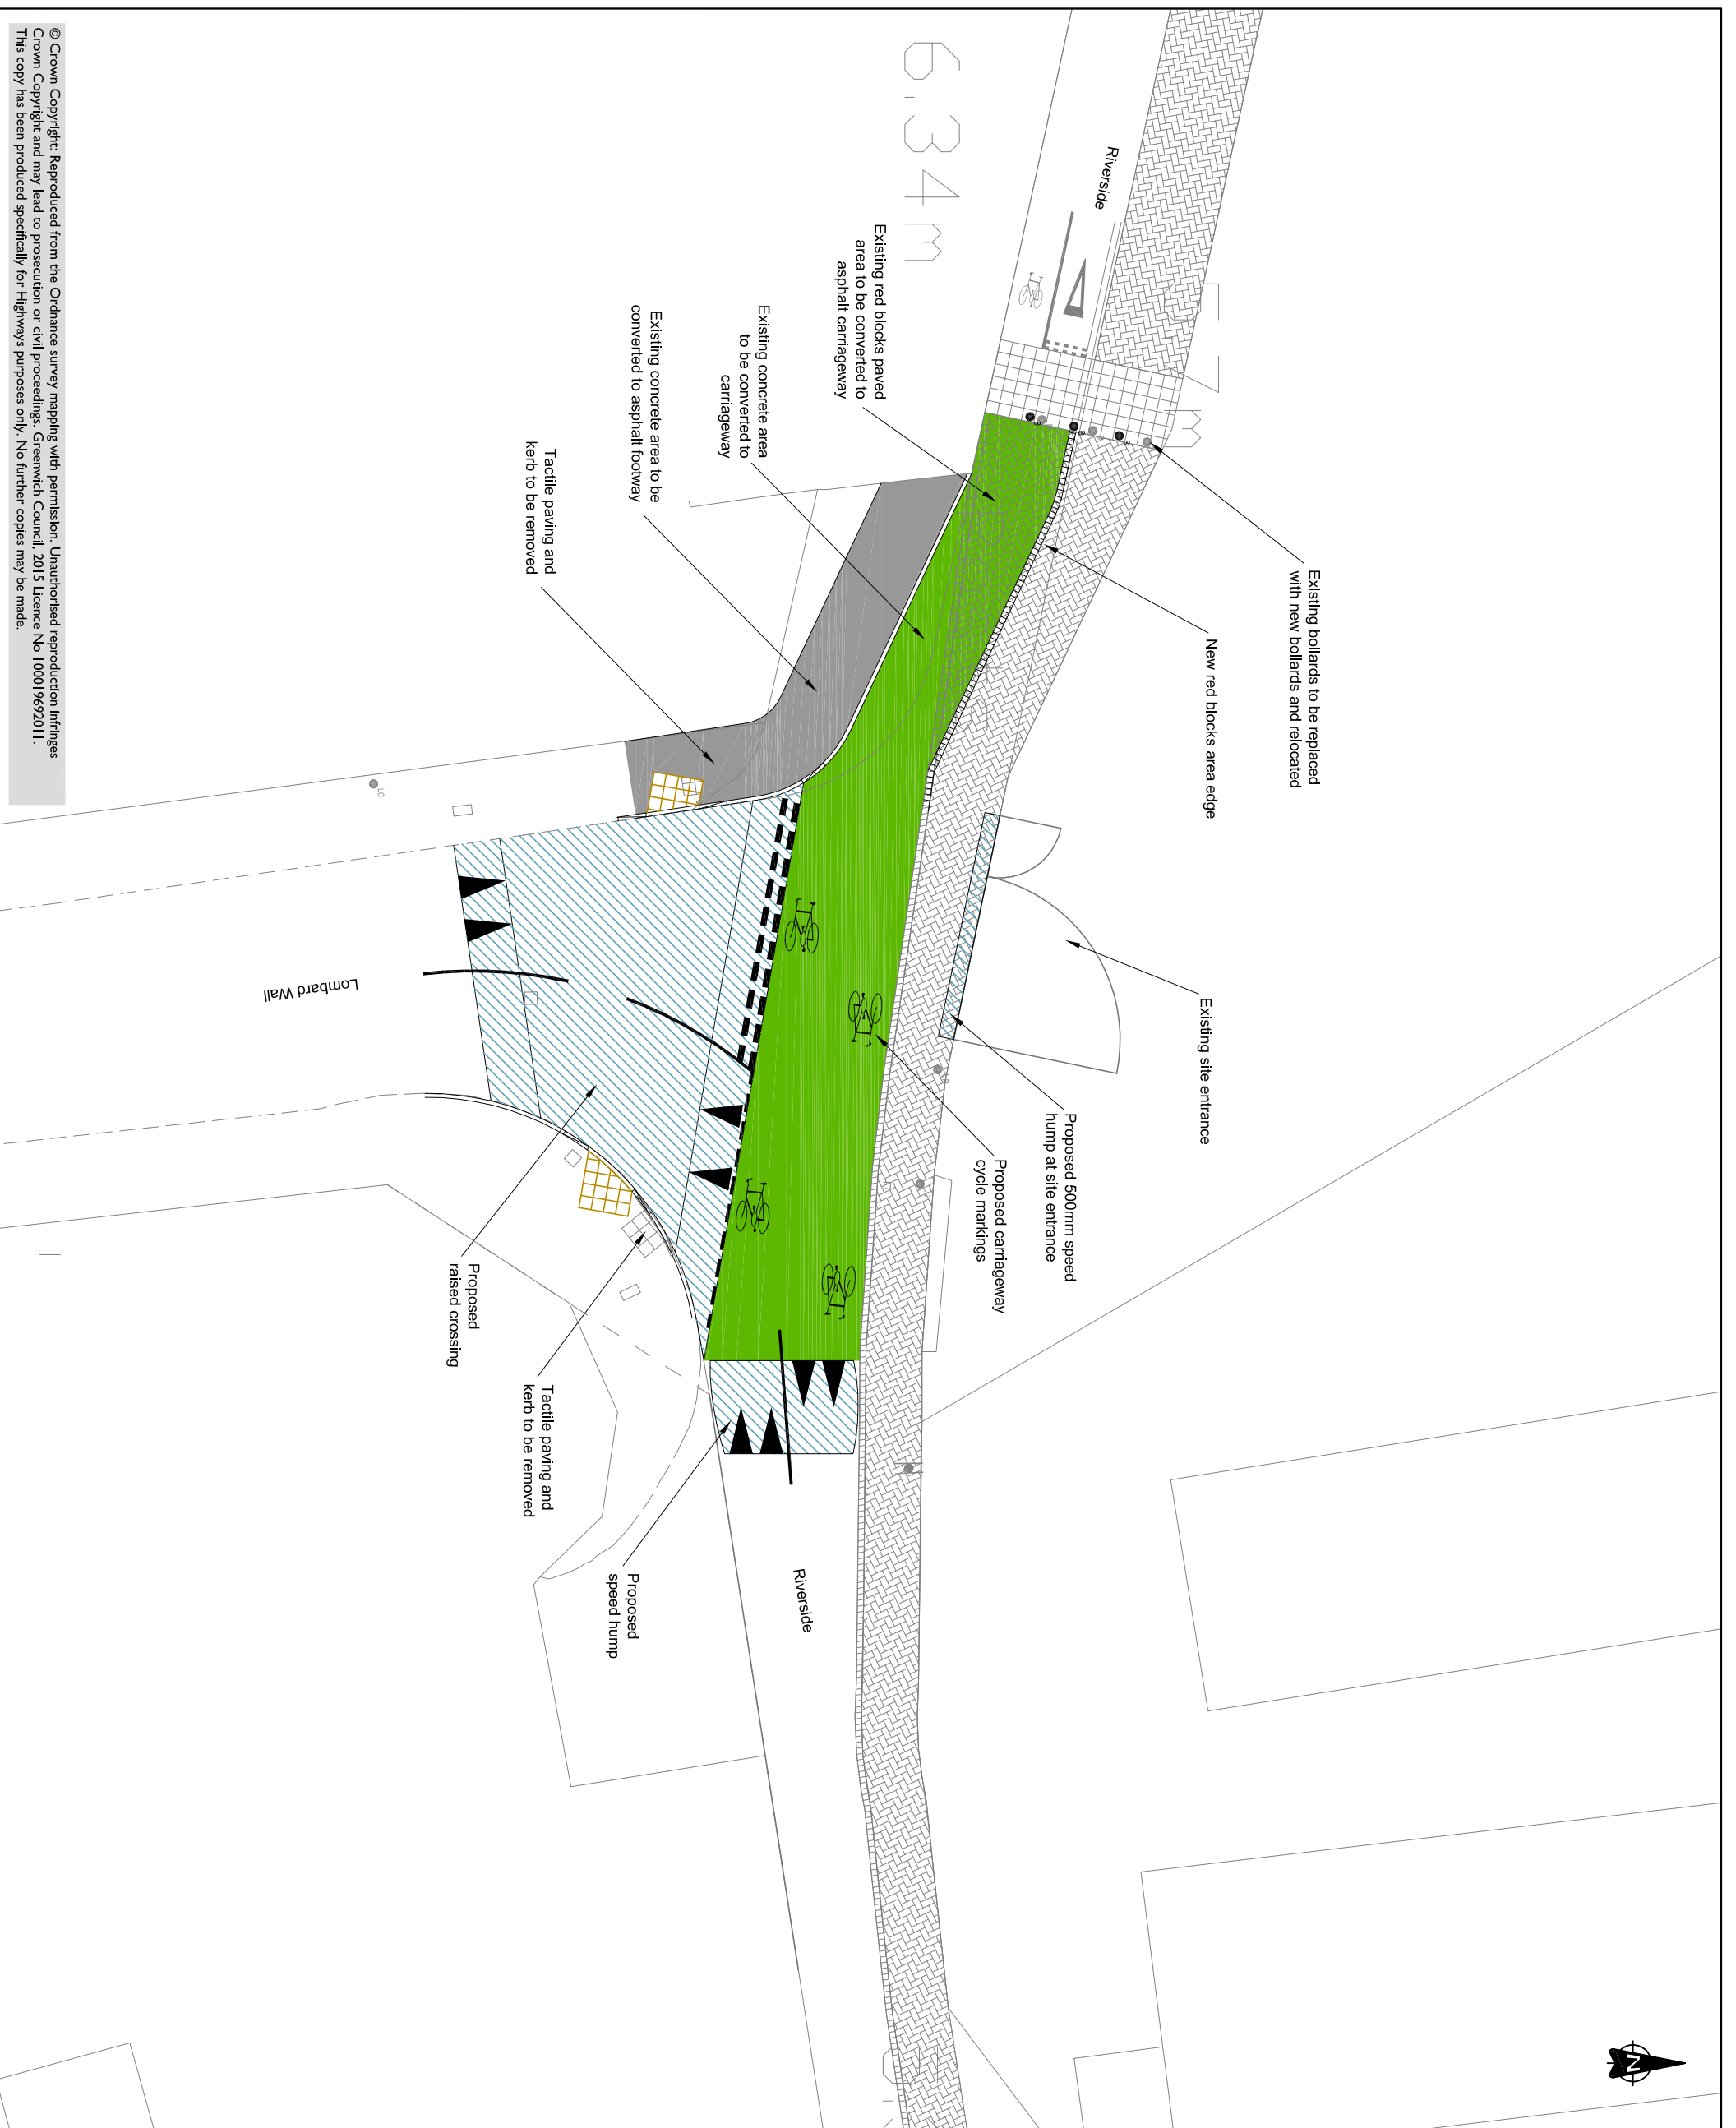 Existing bollards to be replaced
with new bollards and relocated
New red blocks area edge
Existing site entrance
Proposed 500mm speed
hump at site entrance
Proposed carriageway
cycle markings
Riverside
6.34m
m
Existing red blocks paved
area to be converted to
asphalt carriageway
Existing concrete area
to be converted to
carriageway
Existing concrete area to be
converted to asphalt footway
Tactile paving and
kerb to be removed
LC
Lombard Wall
Proposed
raised crossing
Tactile paving and
kerb to be removed
Proposed
speed hump
Riverside
N
© Crown Copyright: Reproduced from the Ordnance survey mapping with permission. Unauthorised reproduction infringes
Crown Copyright and may lead to prosecution or civil proceedings. Greenwich Council, 2015 Licence No 100019692011.
This copy has been produced specifically for Highways purposes only. No further copies may be made.